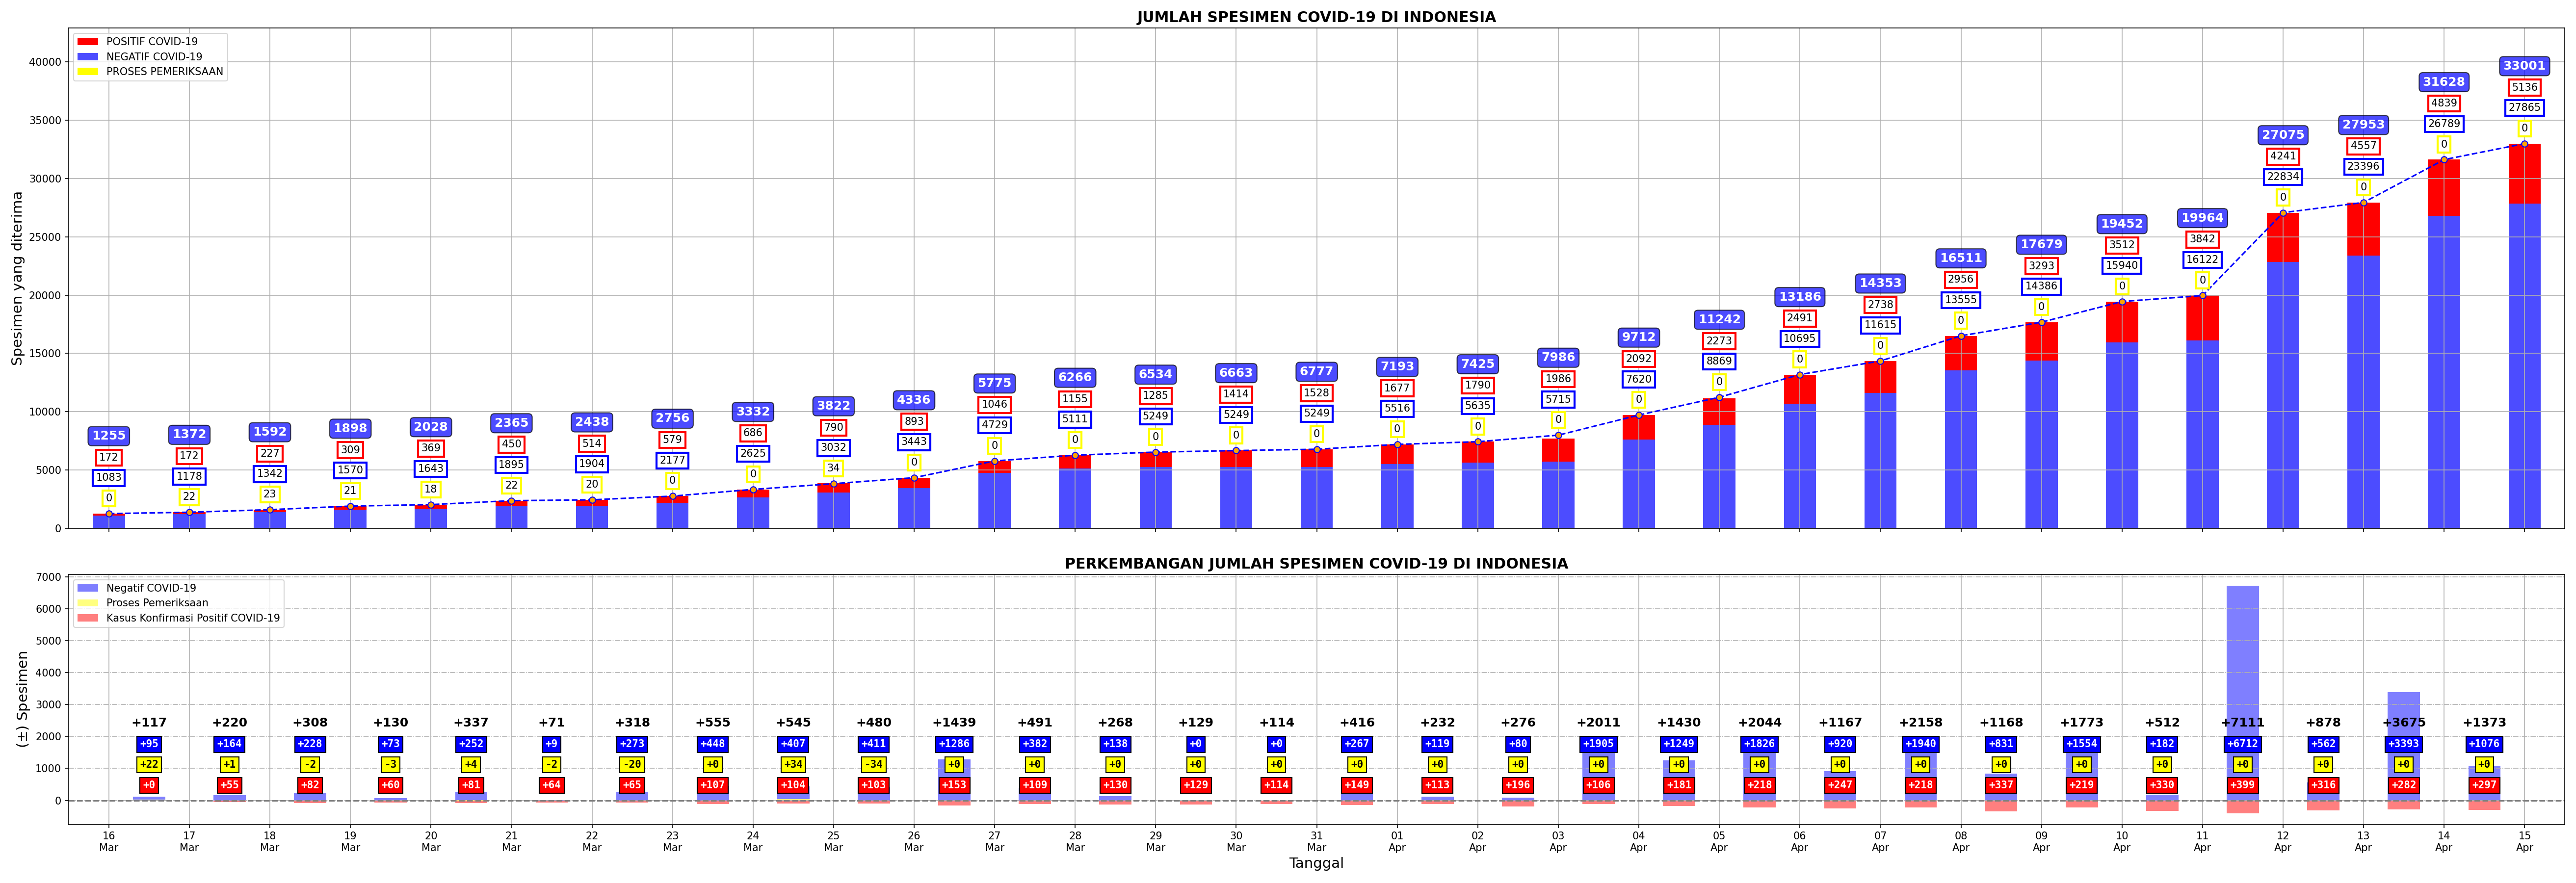 JUMLAH SPESIMEN COVID-19 DI INDONESIA
POSITIF COVID-19
NEGATIF COVID-19
PROSES PEMERIKSAAN
Spesimen yang diterima
40000
35000
30000
25000
20000
15000
10000
5000
0
1255 1372 1592 1898 2028 2365 2438 2756 3332 3822 4336 5775 6266 6534 6663 6777 7193 7425 7986 9712 11242 13186 14353 16511 17679 19452 19964 27075 27953 31628 33001
172 172 227 309 369 450 514 579 686 790 893 1046 1155 1285 1414 1528 1677 1790 1986 2092 2273 2491 2738 2956 3293 3512 3842 4241 4557 4839 5136
1083 1178 1342 1570 1643 1895 1904 2177 2625 3032 3443 4729 5111 5249 5249 5249 5516 5635 5715 7620 8869 10695 11615 13555 14386 15940 16122 22834 23396 26789 27865
0 22 23 21 18 22 20 0 0 34 0 0 0 0 0 0 0 0 0 0 0 0 0 0 0 0 0 0 0 0 0
PERKEMBANGAN JUMLAH SPESIMEN COVID-19 DI INDONESIA
Negatif COVID-19
Proses Pemeriksaan
Kasus Konfirmasi Positif COVID-19
(±) Spesimen
7000
6000
5000
4000
3000
2000
1000
0
+117 +220 +308 +130 +337 +71 +318 +555 +545 +480 +1439 +491 +268 +129 +114 +416 +232 +276 +2011 +1430 +2044 +1167 +2158 +1168 +1773 +512 +7111 +878 +3675 +1373
+95 +164 +228 +73 +252 +9 +273 +448 +407 +411 +1286 +382 +138 +0 +0 +267 +119 +80 +1905 +1249 +1826 +920 +1940 +831 +1554 +182 +6712 +562 +3393 +1076
+22 +1 -2 -3 +4 -2 -20 +0 +34 -34 +0 +0 +0 +0 +0 +0 +0 +0 +0 +0 +0 +0 +0 +0 +0 +0 +0 +0 +0 +0
+0 +55 +82 +60 +81 +64 +65 +107 +104 +103 +153 +109 +130 +129 +114 +149 +113 +196 +106 +181 +218 +247 +218 +337 +219 +330 +399 +316 +282 +297
16 17 18 19 20 21 22 23 24 25 26 27 28 29 30 31 01 02 03 04 05 06 07 08 09 10 11 12 13 14 15
Mar Mar Mar Mar Mar Mar Mar Mar Mar Mar Mar Mar Mar Mar Mar Mar Apr Apr Apr Apr Apr Apr Apr Apr Apr Apr Apr Apr Apr Apr Apr
Tanggal